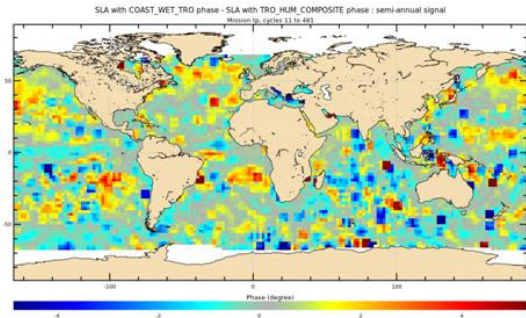 SLA with COAST_WET_TRO phase - SLA with TRO_HUM_COMPOSITE phase : semi-annual signal
Mission tp, cycles 11 to 481
50
0
-50
-100 0 100
Phase (degree)
-4 -2 0 2 4